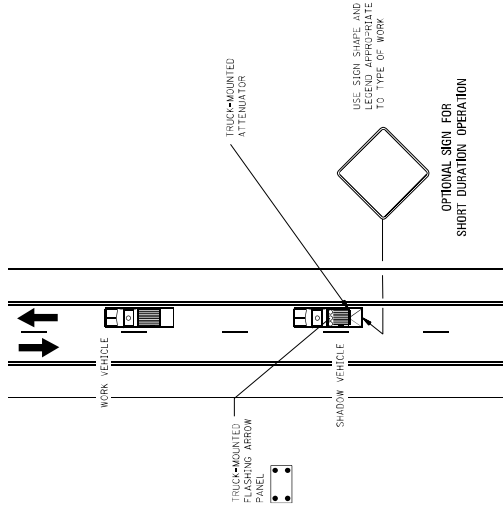 TRUCK-MOUNTED
ATTENUATOR
USE SIGN SHAPE AND
LEGEND APPROPRIATE
TO TYPE OF WORK
OPTIONAL SIGN FOR
SHORT DURATION OPERATION
WORK VEHICLE
SHADOW VEHICLE
TRUCK-MOUNTED
FLASHING ARROW
PANEL